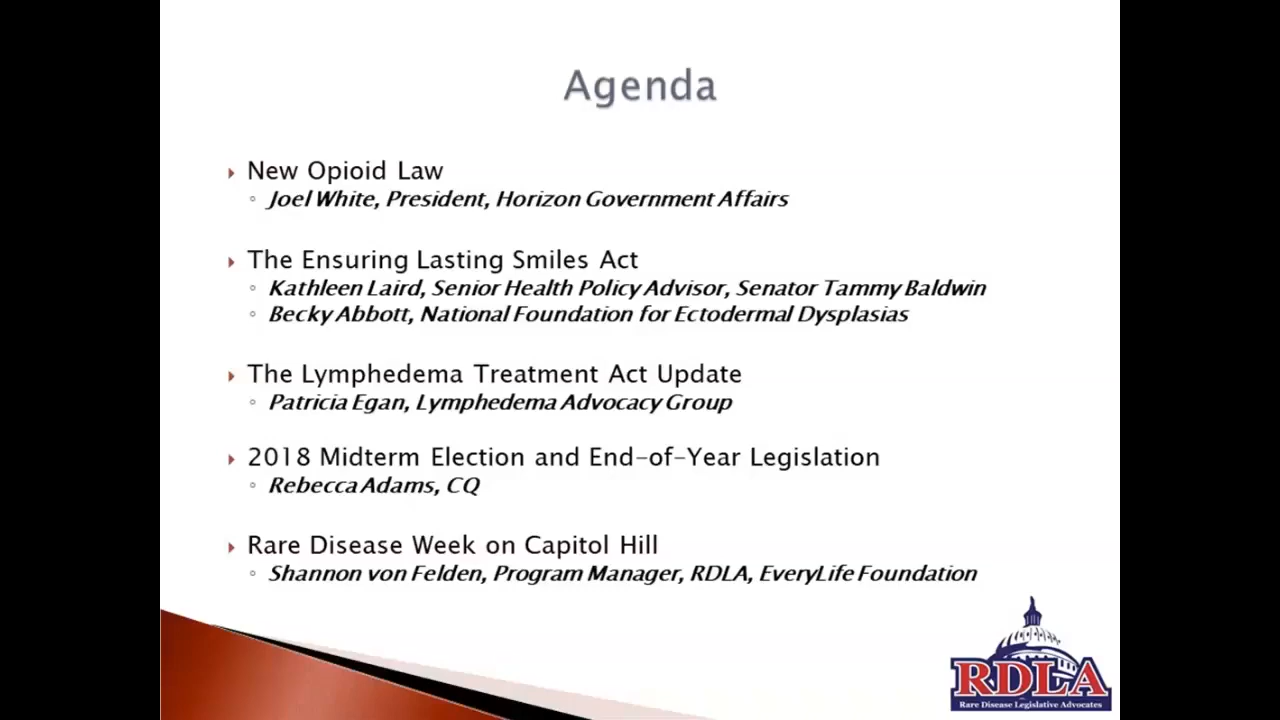 Agenda
New Opioid Law
Joel White, President, Horizon Government Affairs
The Ensuring Lasting Smiles Act
Kathleen Laird, Senior Health Policy Advisor, Senator Tammy Baldwin
Becky Abbott, National Foundation for Ectodermal Dysplasias
The Lymphedema Treatment Act Update
Patricia Egan, Lymphedema Advocacy Group
2018 Midterm Election and End-of-Year Legislation
Rebecca Adams, CQ
Rare Disease Week on Capitol Hill
Shannon von Felden, Program Manager, RDLA, EveryLife Foundation
RDLA
Rare Disease Legislative Advocates